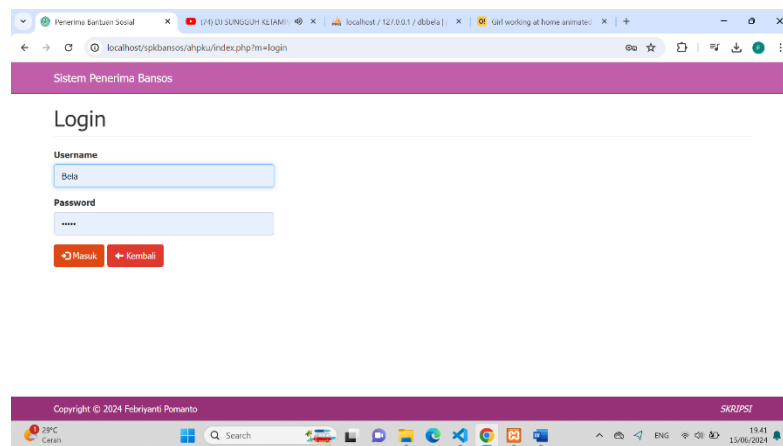 Penerima Bantuan Sosial
(74) DJ SUNGGUH KETAMI
localhost / 127.0.0.1 / dbbela |
Girl working at home animated
localhost/spkbansos/ahpku/index.php?m=login
Sistem Penerima Bansos
Login
Username
Bela
Password
Masuk
Kembali
Copyright © 2024 Febriyanti Pomanto
SKRIPSI
29°C
Cerah
Search
ENG
19.41
15/06/2024